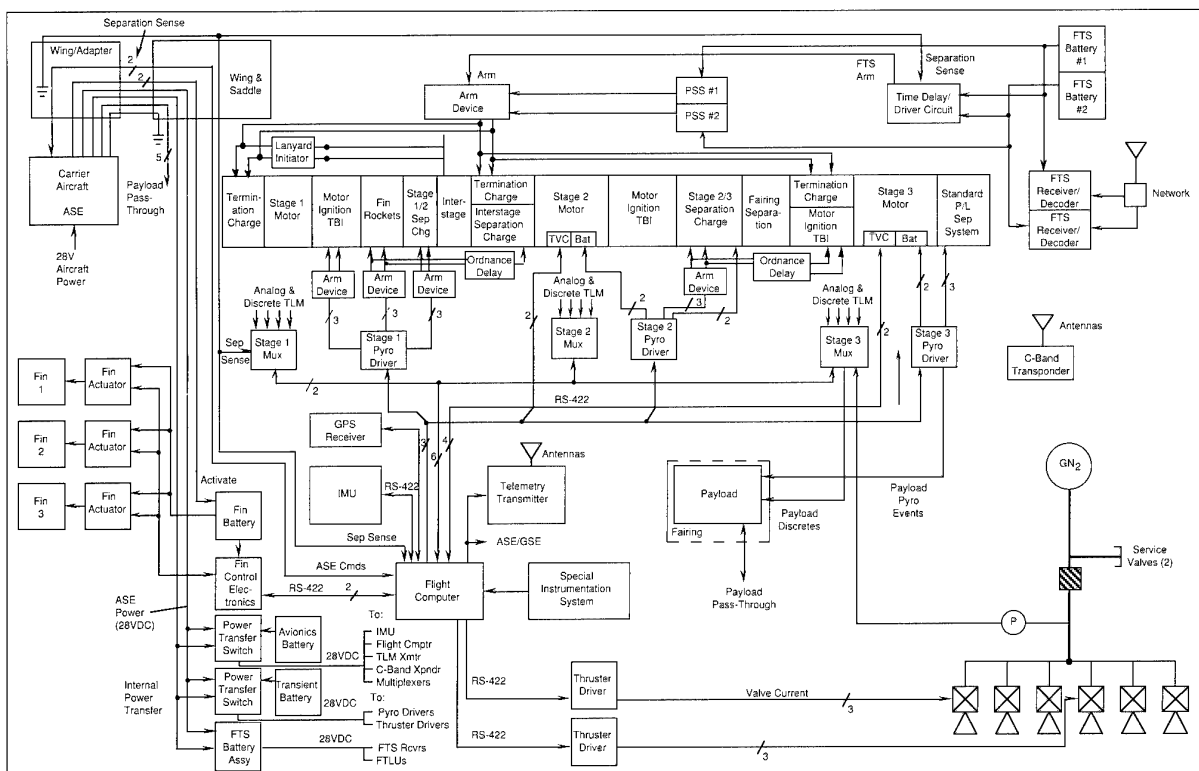 Separation Sense
Wing/Adapter
2
2
Wing &
Saddle
5
Carrier
Aircraft
ASE
Payload
Pass-
Through
28V
Aircraft
Power
Arm
Arm
Device
PSS #1
PSS #2
FTS
Arm
Separation
Sense
Time Delay/
Driver Circuit
FTS
Battery
#1
FTS
Battery
#2
Network
FTS
Receiver/
Decoder
FTS
Receiver/
Decoder
Lanyard
Initiator
Termin-
ation
Charge
Stage 1
Motor
Motor
Ignition
TBI
Fin
Rockets
Stage
1/2
Sep
Chg
Inter-
stage
Termination
Charge
Interstage
Separation
Charge
Stage 2
Motor
TVC
Bat
Motor
Ignition
TBI
Stage 2/3
Separation
Charge
Fairing
Separa-
tion
Termination
Charge
Motor
Ignition
TBI
Stage 3
Motor
TVC
Bat
Standard
P/L
Sep
System
Ordnance
Delay
Ordnance
Delay
Arm
Device
Arm
Device
Arm
Device
Arm
Device
3
3
3
2
2
3
2
2
2
3
Analog &
Discrete TLM
Analog
& Discrete TLM
Analog
& Discrete TLM
Sep
Sense
Stage 1
Mux
Stage 1
Pyro
Driver
Stage 2
Mux
Stage 2
Pyro
Driver
Stage 3
Mux
Stage 3
Pyro
Driver
Antennas
C-Band
Transponder
2
RS-422
Fin
1
Fin
Actuator
Fin
2
Fin
Actuator
Fin
3
Fin
Actuator
Activate
Fin
Battery
Fin
Control
Elec-
tronics
GPS
Receiver
3
4
6
IMU
RS-422
Sep Sense
Antennas
Telemetry
Transmitter
ASE/GSE
ASE Cmds
RS-422
2
Flight
Computer
Special
Instrumentation
System
Payload
Fairing
Payload
Discretes
Payload
Pyro
Events
Payload
Pass-Through
GN2
Service
Valves (2)
P
ASE
Power
(28VDC)
Power
Transfer
Switch
Avionics
Battery
28VDC
To:
IMU
Flight Cmptr
TLM Xmtr
C-Band Xpndr
Multiplexers
Internal
Power
Transfer
Power
Transfer
Switch
Transient
Battery
28VDC
To:
Pyro Drivers
Thruster Drivers
FTS
Battery
Assy
28VDC
FTS Rcvrs
FTLUs
RS-422
Thruster
Driver
Valve Current
3
RS-422
Thruster
Driver
3